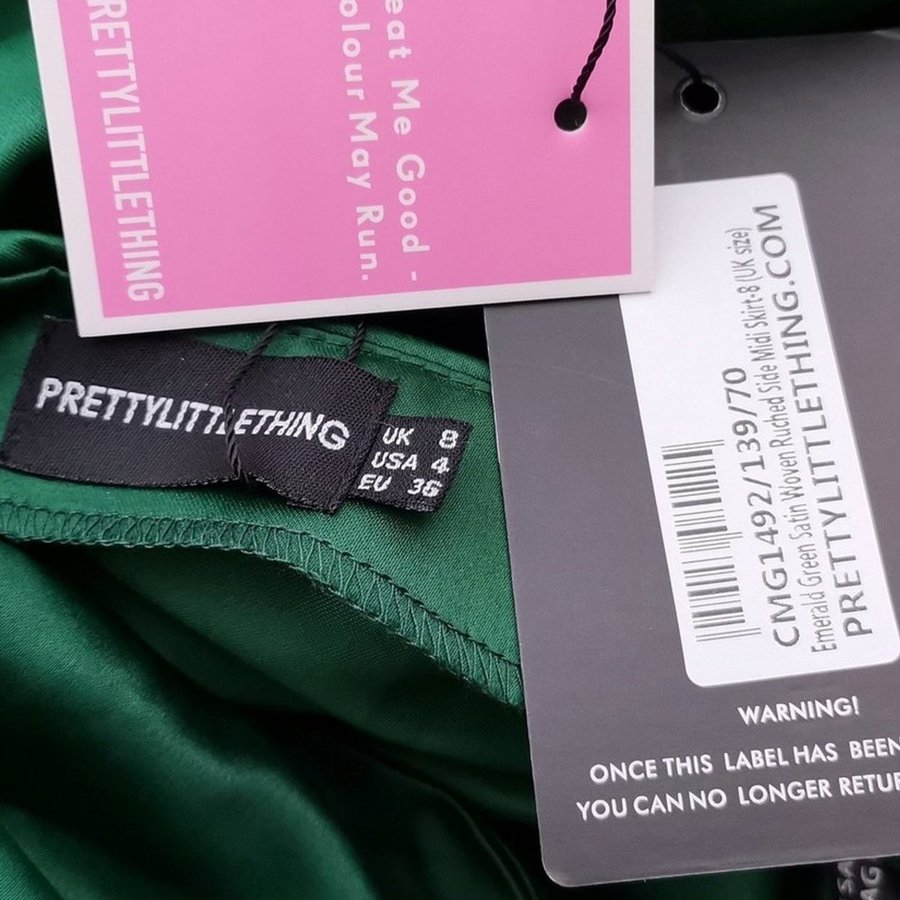 PRETTYLITTLETHING
eat Me Good -
olour May Run.
PRETTYLITTLETHING
UK 8
USA 4
EU 36
CMG1492/139/70
Emerald Green Satin Woven Ruched Side Midi Skirt-8 (UK size)
PRETTYLITTLETHING.COM
WARNING!
ONCE THIS LABEL HAS BEEN
YOU CAN NO LONGER RETU